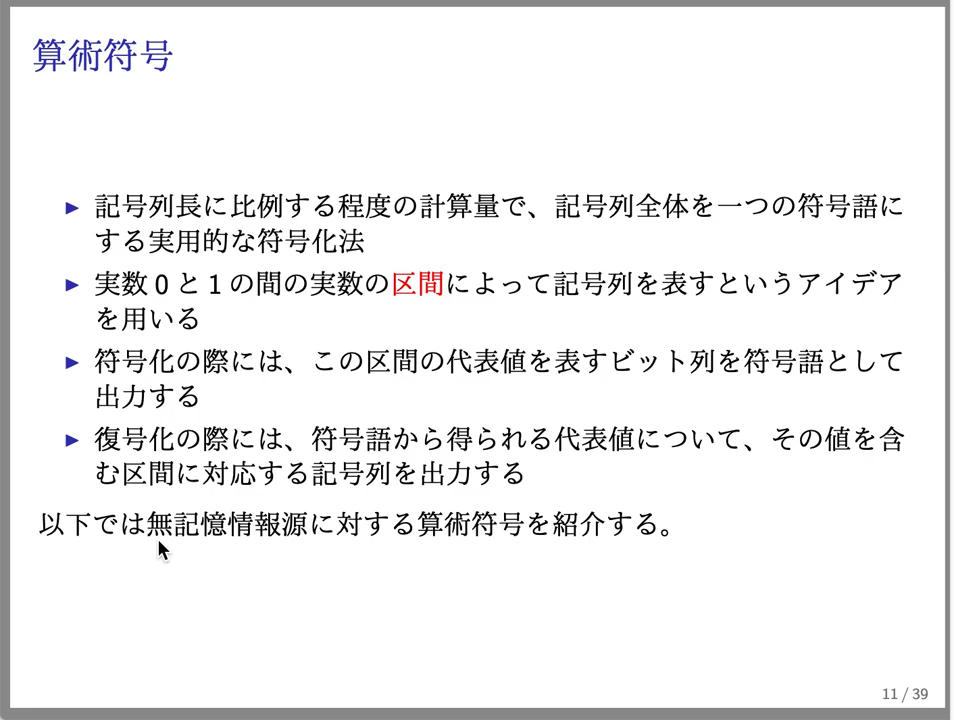 算術符号
▶ 記号列長に比例する程度の計算量で、記号列全体を一つの符号語に
する実用的な符号化法
▶ 実数 0 と 1 の間の実数の区間によって記号列を表すというアイデア
を用いる
▶ 符号化の際には、この区間の代表値を表すビット列を符号語として
出力する
▶ 復号化の際には、符号語から得られる代表値について、その値を含
む区間に対応する記号列を出力する
以下では無記憶情報源に対する算術符号を紹介する。
11 / 39